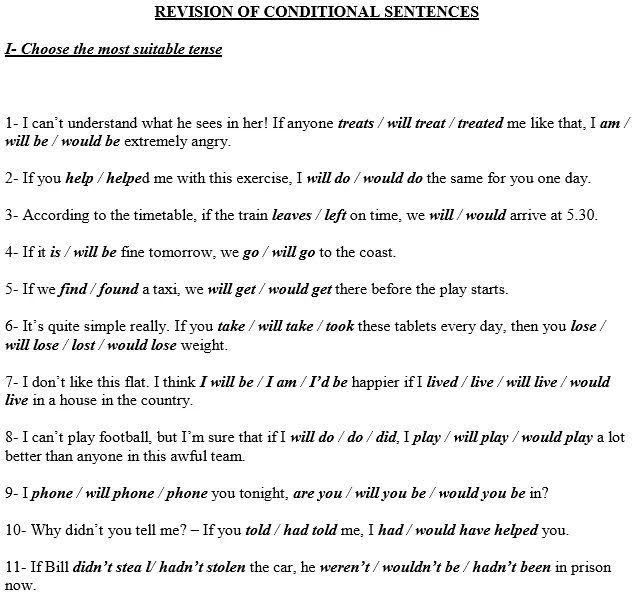 REVISION OF CONDITIONAL SENTENCES
I- Choose the most suitable tense
1- I can't understand what he sees in her! If anyone treats / will treat / treated me like that, I am /
will be / would be extremely angry.
2- If you help / helped me with this exercise, I will do / would do the same for you one day.
3- According to the timetable, if the train leaves / left on time, we will / would arrive at 5.30.
4- If it is / will be fine tomorrow, we go / will go to the coast.
5- If we find / found a taxi, we will get / would get there before the play starts.
6- It's quite simple really. If you take / will take / took these tablets every day, then you lose /
will lose / lost / would lose weight.
7- I don't like this flat. I think I will be / I am / I'd be happier if I lived / live / will live / would
live in a house in the country.
8- I can't play football, but I'm sure that if I will do / do / did, I play / will play / would play a lot
better than anyone in this awful team.
9- I phone / will phone / phone you tonight, are you / will you be / would you be in?
10- Why didn't you tell me? – If you told / had told me, I had / would have helped you.
11- If Bill didn't stea l/ hadn't stolen the car, he weren't / wouldn't be / hadn't been in prison
now.